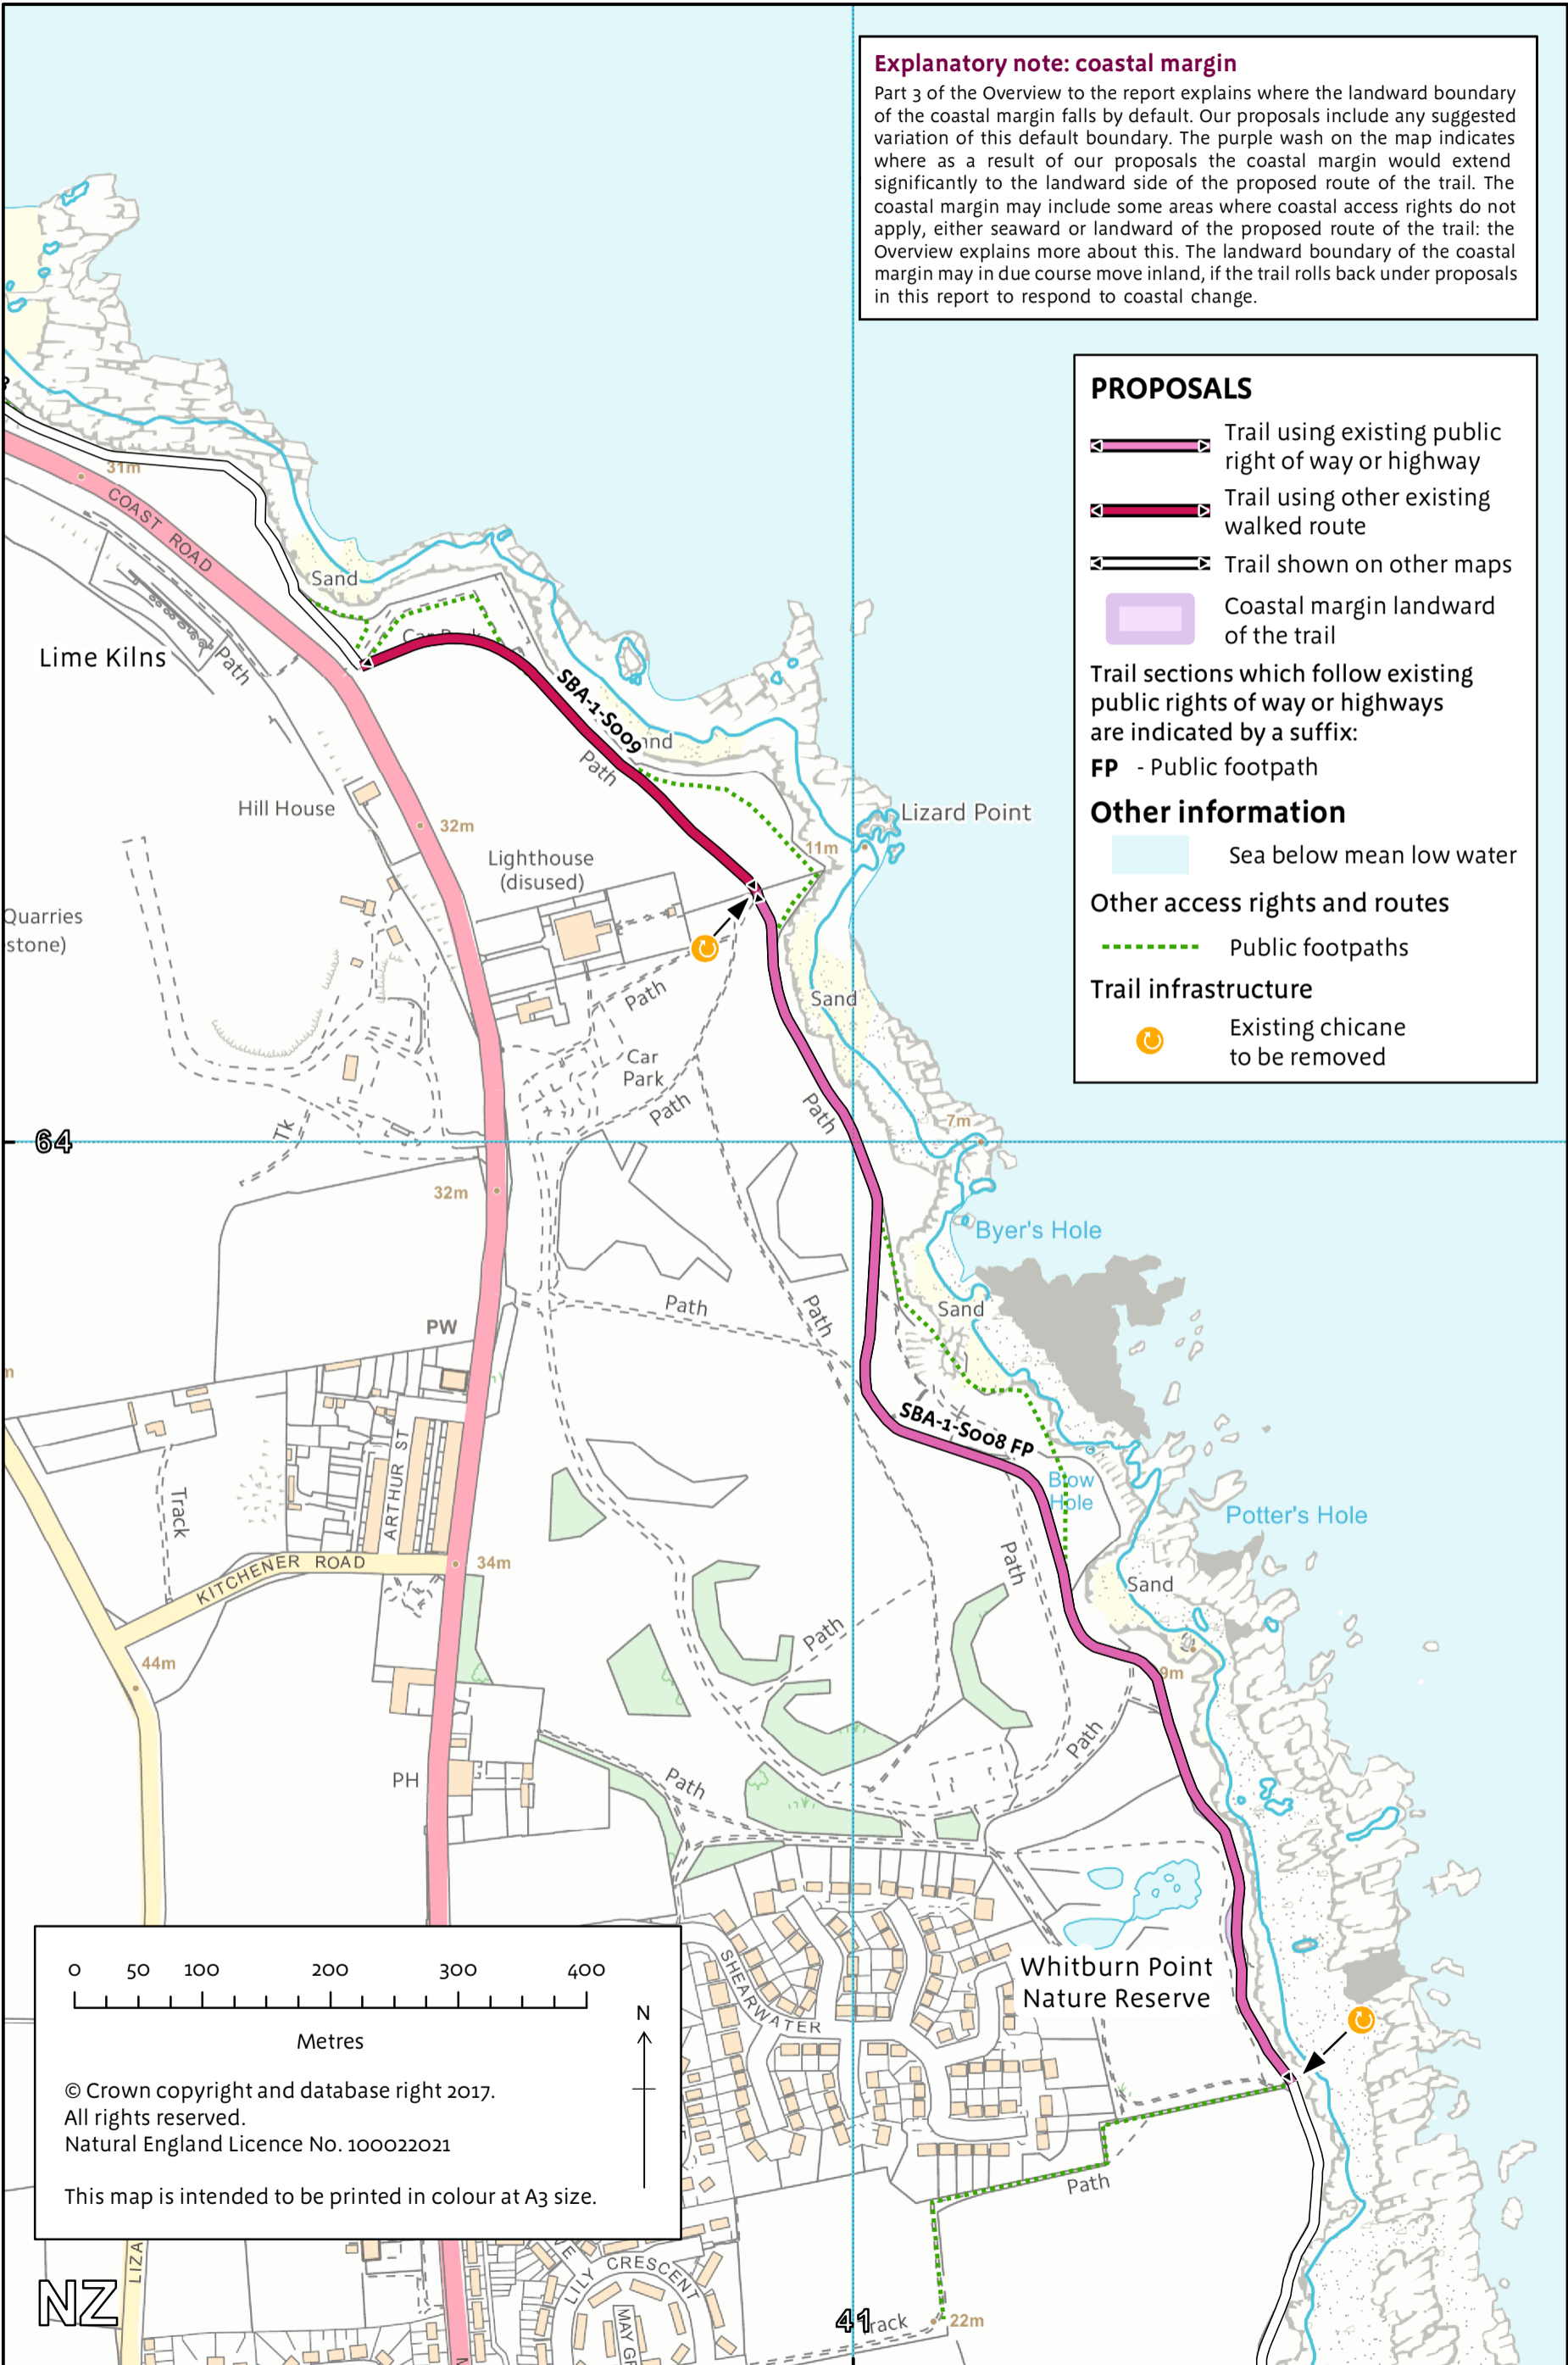 Explanatory note: coastal margin
Part 3 of the Overview to the report explains where the landward boundary
of the coastal margin falls by default. Our proposals include any suggested
variation of this default boundary. The purple wash on the map indicates
where as a result of our proposals the coastal margin would extend
significantly to the landward side of the proposed route of the trail. The
coastal margin may include some areas where coastal access rights do not
apply, either seaward or landward of the proposed route of the trail: the
Overview explains more about this. The landward boundary of the coastal
margin may in due course move inland, if the trail rolls back under proposals
in this report to respond to coastal change.
PROPOSALS
Trail using existing public
right of way or highway
Trail using other existing
walked route
Trail shown on other maps
Coastal margin landward
of the trail
Trail sections which follow existing
public rights of way or highways
are indicated by a suffix:
FP - Public footpath
Other information
Sea below mean low water
Other access rights and routes
Public footpaths
Trail infrastructure
Existing chicane
to be removed
31m
COAST ROAD
Sand
Lime Kilns
Path
SBA-1-S009
Path
Hill House
32m
Lizard Point
11m
Lighthouse
(disused)
Quarries
stone)
Path
Sand
Car
Park
Path
Path
7m
Tk
64
32m
Byer's Hole
Path
Path
Sand
PW
SBA-1-S008 FP
Blow
Hole
ARTHUR ST
Track
Potter's Hole
KITCHENER ROAD
34m
Path
Sand
Path
44m
9m
Path
PH
Path
SHEARWATER
Whitburn Point
Nature Reserve
0 50 100 200 300 400
Metres
N
© Crown copyright and database right 2017.
All rights reserved.
Natural England Licence No. 100022021
This map is intended to be printed in colour at A3 size.
Path
LIZA
LILY CRESCENT
MAY GR
NZ
41
rack
22m